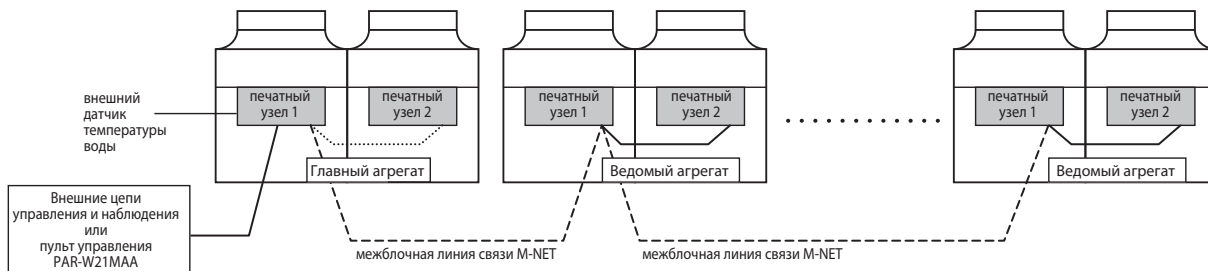 печатный
узел 1
печатный
узел 2
печатный
узел 1
печатный
узел 2
печатный
узел 1
печатный
узел 2
внешний
датчик
температуры
воды
Главный агрегат
Ведомый агрегат
Ведомый агрегат
Внешние цепи
управления и наблюдения
или
пульт управления
PAR-W21MAA
межблочная линия связи M-NET
межблочная линия связи M-NET